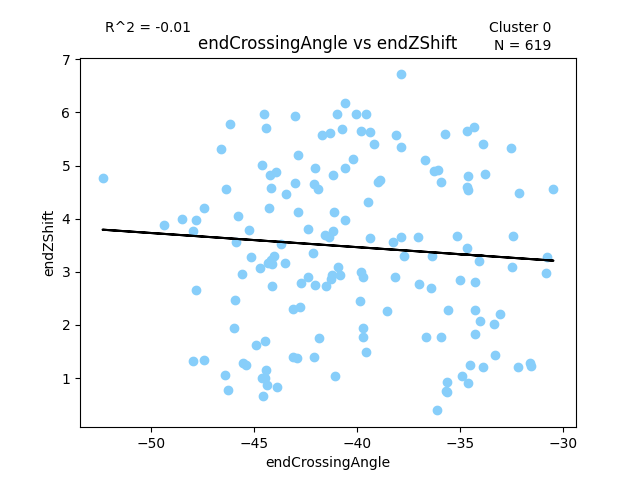 R^2 = -0.01
Cluster 0
endCrossingAngle vs endZShift
N = 619
7
6
5
4
3
2
1
endZShift
−50
−45
−40
−35
−30
endCrossingAngle